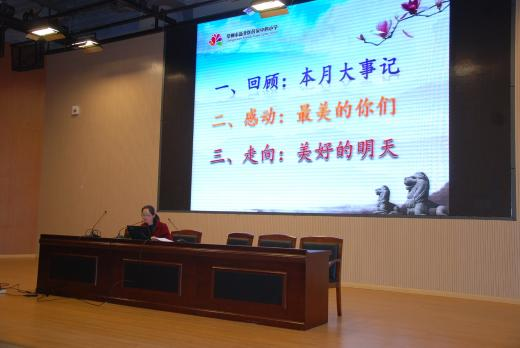 一、回顾：本月大事记
二、感动：最美的你们
三、走向：美好的明天